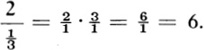 2/(1/3) = 2/1 · 3/1 = 6/1 = 6.